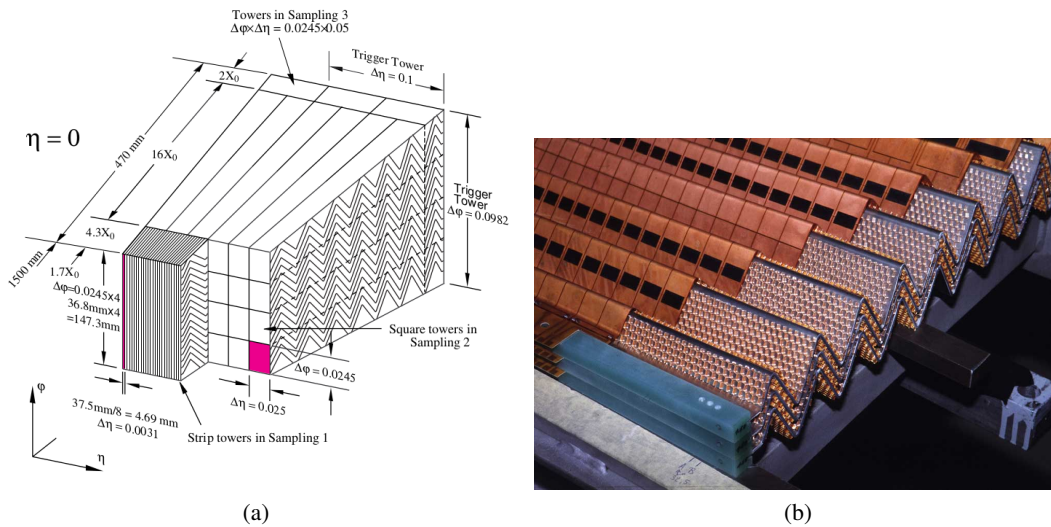 Towers in Sampling 3
Δφ×Δη = 0.0245×0.05
Trigger Tower
Δη = 0.1
2X₀
η = 0
470 mm
16X₀
Trigger
Tower
Δφ = 0.0982
4.3X₀
1500 mm
1.7X₀
Δφ=0.0245x4
36.8mmx4
=147.3mm
Square towers in
Sampling 2
Δφ = 0.0245
Δη = 0.025
37.5mm/8 = 4.69 mm
Δη = 0.0031
Strip towers in Sampling 1
φ
η
(a)
(b)